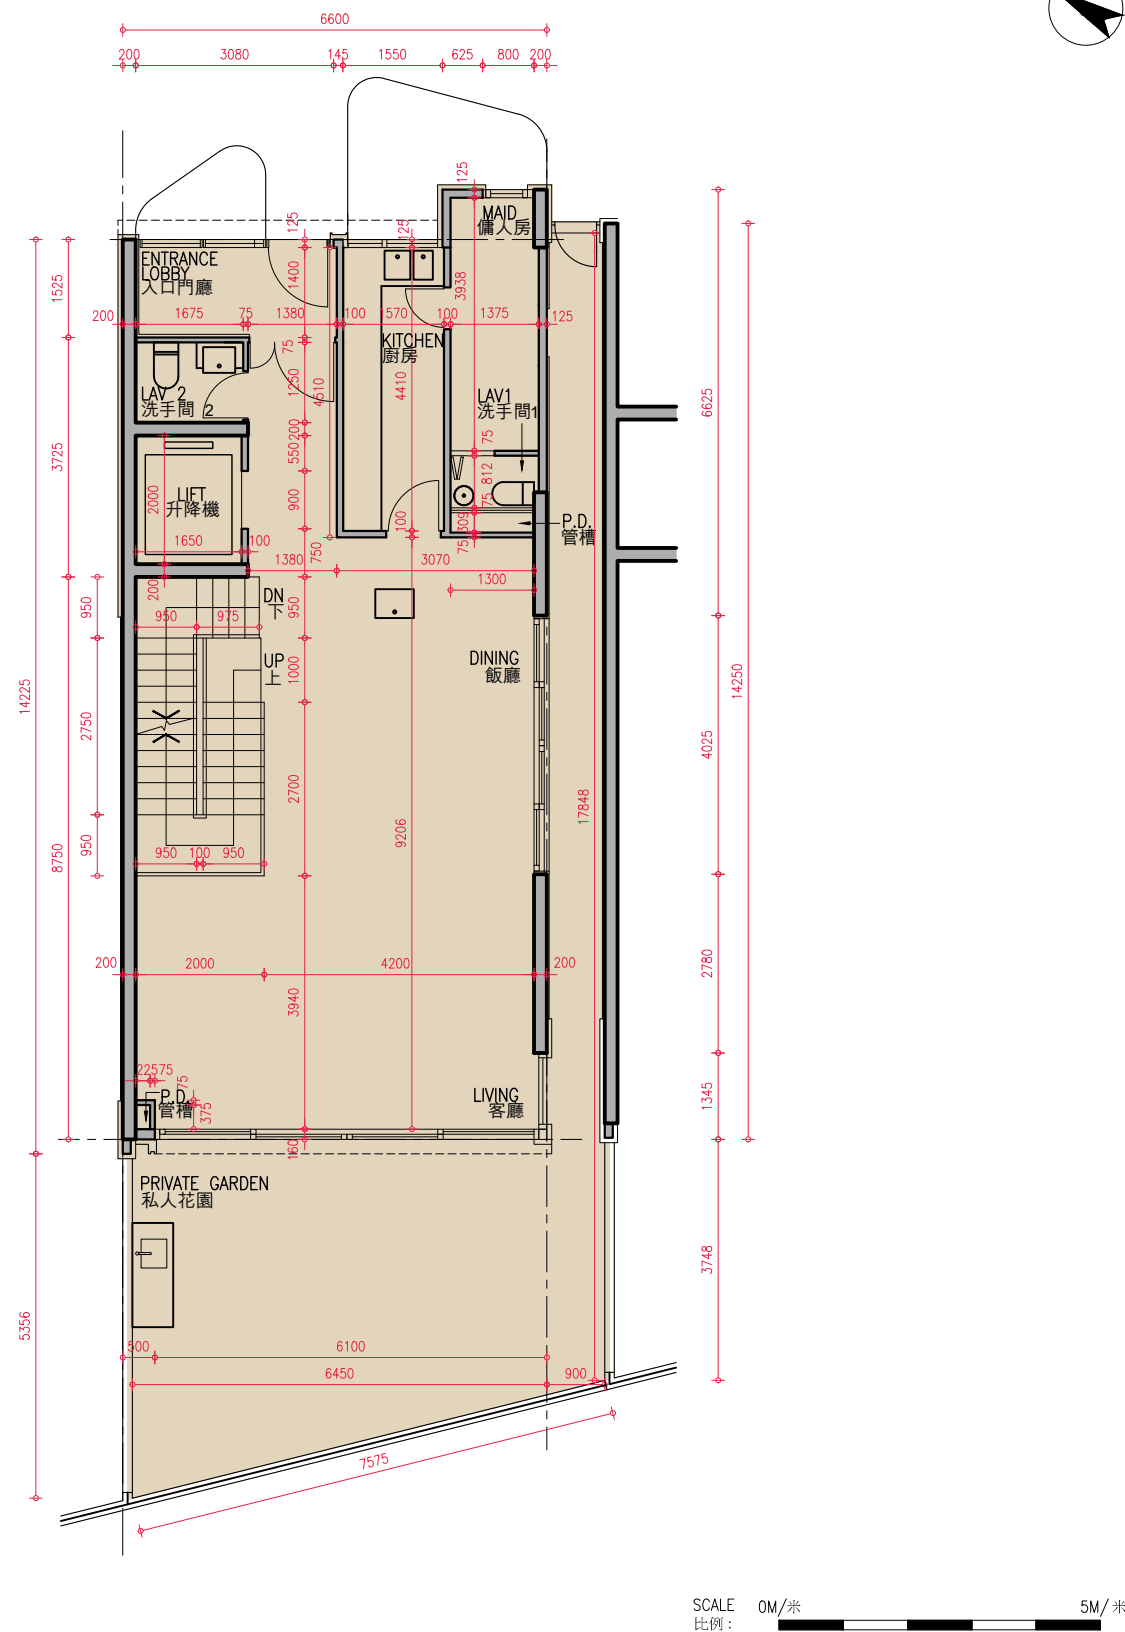 6600
200 3080 145 1550 625 800 200
125
MAID
傭人房
125
125
ENTRANCE
LOBBY
入口門廳
1400
3938
1525
200 1675 75 1380 100 1570 100 1375 125
KITCHEN
廚房
75
1250
4610
4410
6625
LAV 2
洗手間 2
LAV1
洗手間1
200
550
75
3725
812
2000
LIFT
升降機
900
75
309
100
P.D.
管槽
75
1650 100
750
1380 3070
1300
200
950
DN
下
950
950 975
UP
上
1000
DINING
飯廳
14225
14250
2750
4025
2700
17848
9206
950
8750
950 100 950
200 2000 4200 200
2780
3940
225 75
75
P.D.
管槽
375
LIVING
客廳
1345
160
PRIVATE GARDEN
私人花園
3748
5356
500 6100
6450 900
7575
SCALE 0M/米 5M/米
比例 :